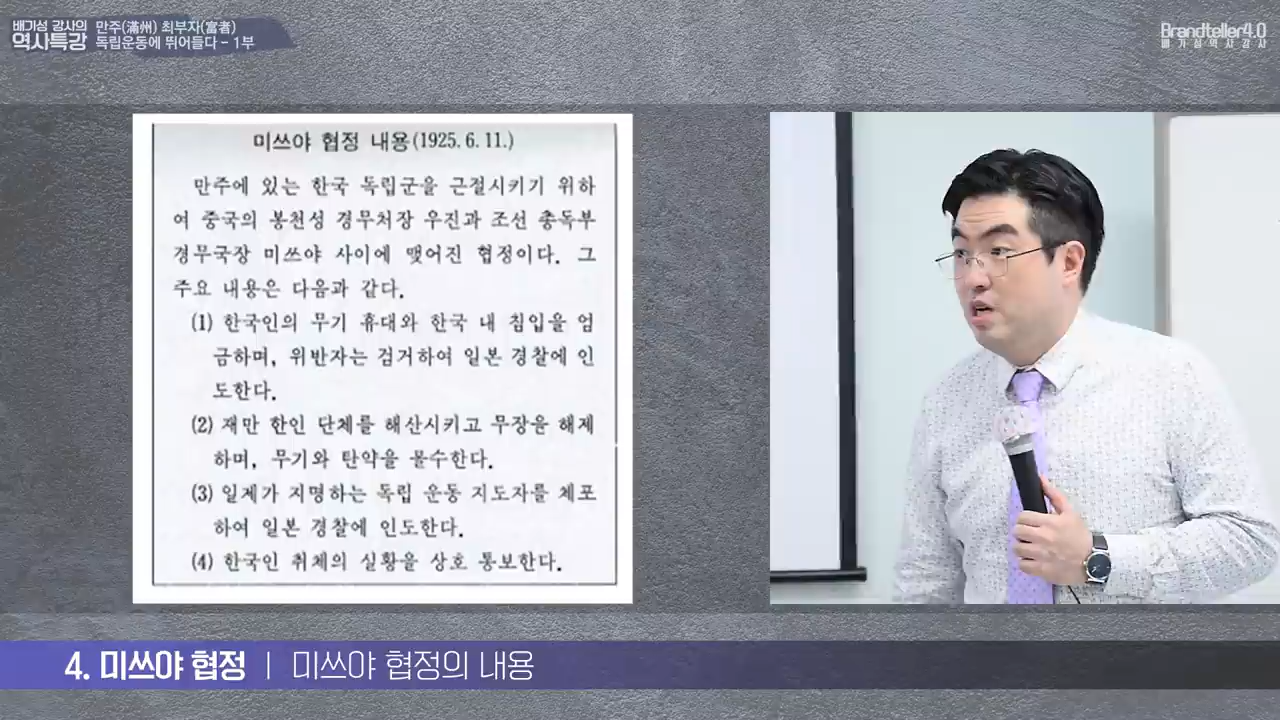 배기성 강사의
역사특강
만주(滿州) 최부자(富者)
독립운동에 뛰어들다 - 1부
Brandteller4.0
배기성역사강사
미쓰야 협정 내용(1925. 6. 11.)
만주에 있는 한국 독립군을 근절시키기 위하
여 중국의 봉천성 경무처장 우진과 조선 총독부
경무국장 미쓰야 사이에 맺어진 협정이다. 그
주요 내용은 다음과 같다.
(1) 한국인의 무기 휴대와 한국 내 침입을 엄
금하며, 위반자는 검거하여 일본 경찰에 인
도한다.
(2) 재만 한인 단체를 해산시키고 무장을 해제
하며, 무기와 탄약을 몰수한다.
(3) 일제가 지명하는 독립 운동 지도자를 체포
하여 일본 경찰에 인도한다.
(4) 한국인 취체의 실황을 상호 통보한다.
4. 미쓰야 협정 | 미쓰야 협정의 내용